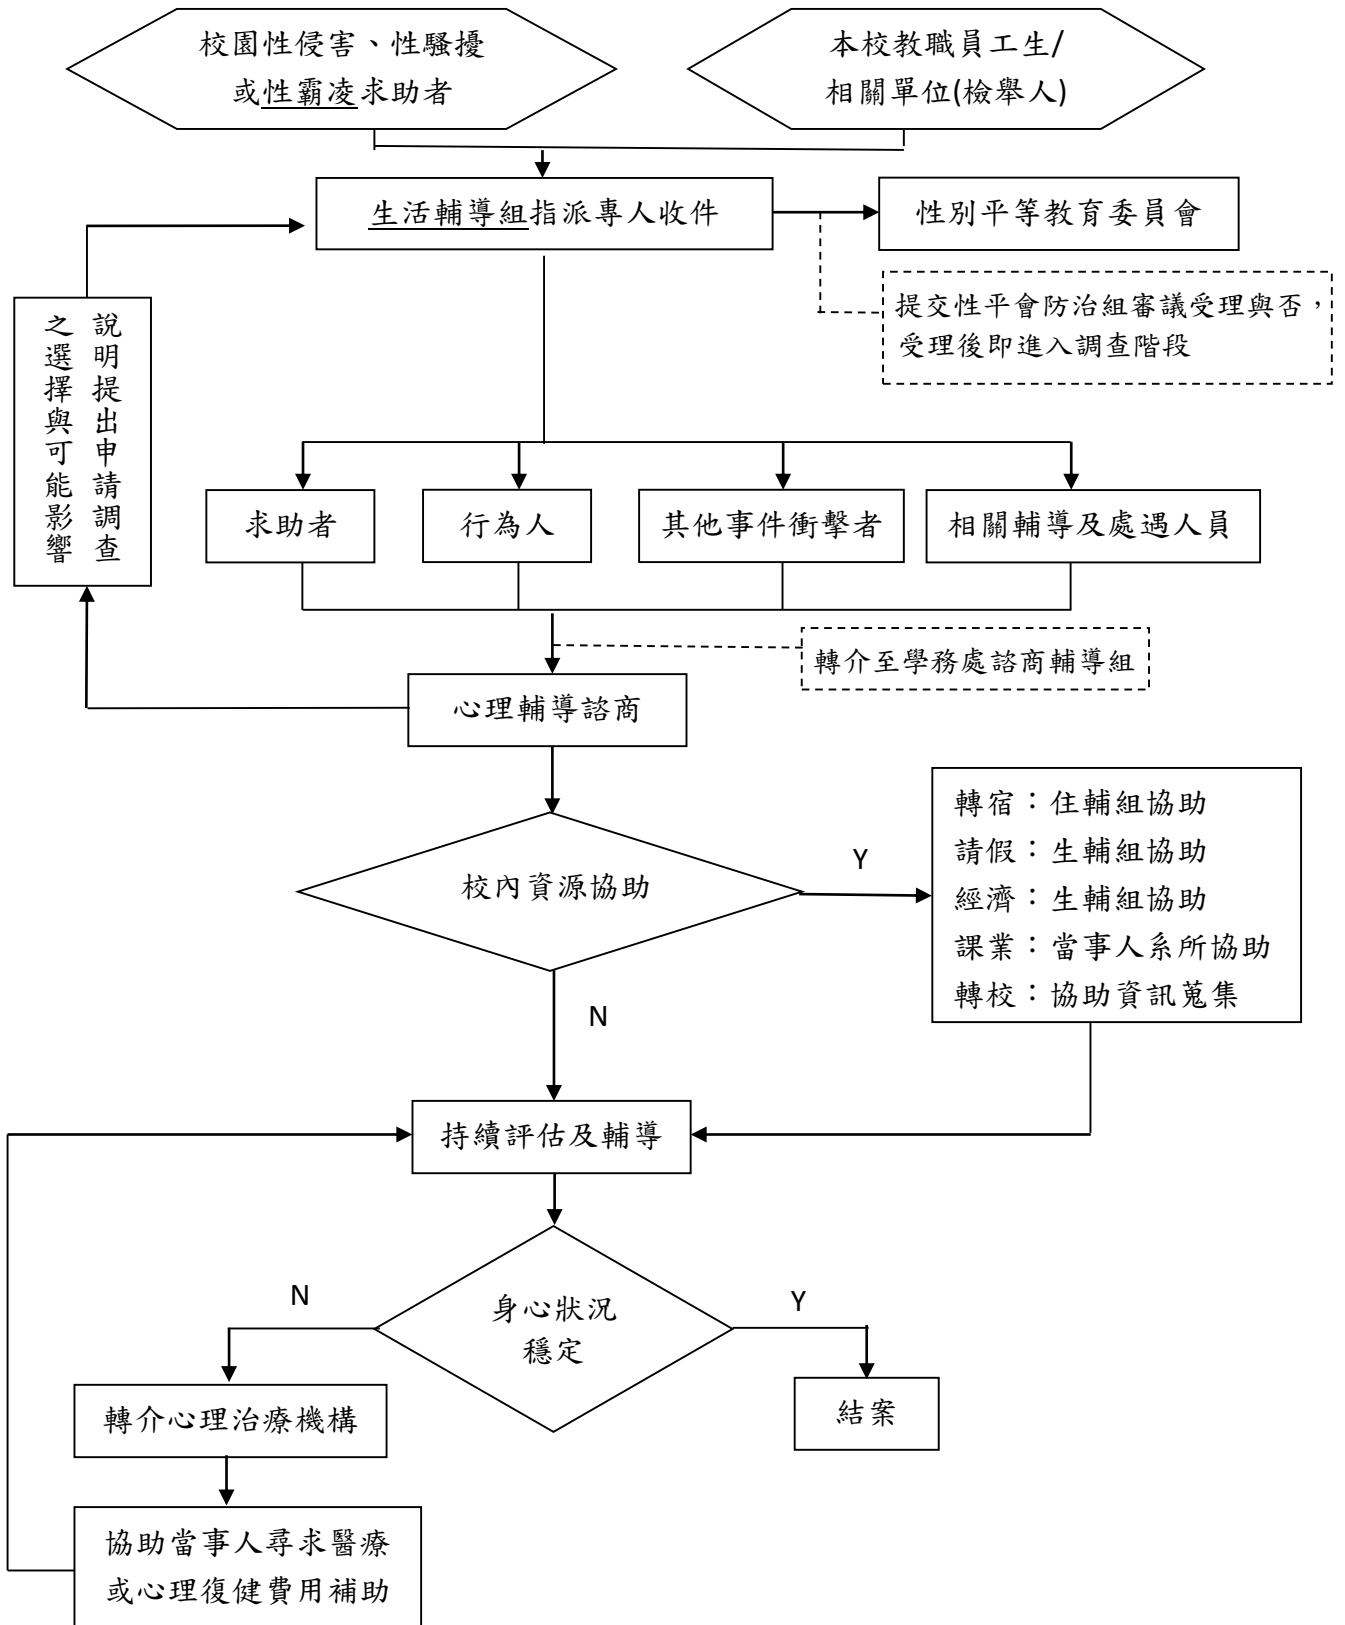 校園性侵害、性騷擾
或性霸凌求助者
本校教職員工生/
相關單位(檢舉人)
生活輔導組指派專人收件
性別平等教育委員會
提交性平會防治組審議受理與否，
受理後即進入調查階段
說明提出申請調查
之選擇與可能影響
求助者
行為人
其他事件衝擊者
相關輔導及處遇人員
轉介至學務處諮商輔導組
心理輔導諮商
校內資源協助
Y
轉宿：住輔組協助
請假：生輔組協助
經濟：生輔組協助
課業：當事人系所協助
轉校：協助資訊蒐集
N
持續評估及輔導
N
身心狀況
穩定
Y
轉介心理治療機構
結案
協助當事人尋求醫療
或心理復健費用補助